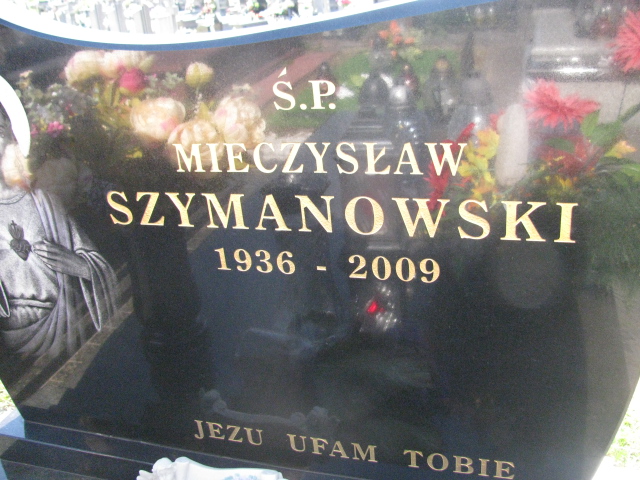 Ś.P.
MIECZYSŁAW
SZYMANOWSKI
1936 - 2009
JEZU UFAM TOBIE